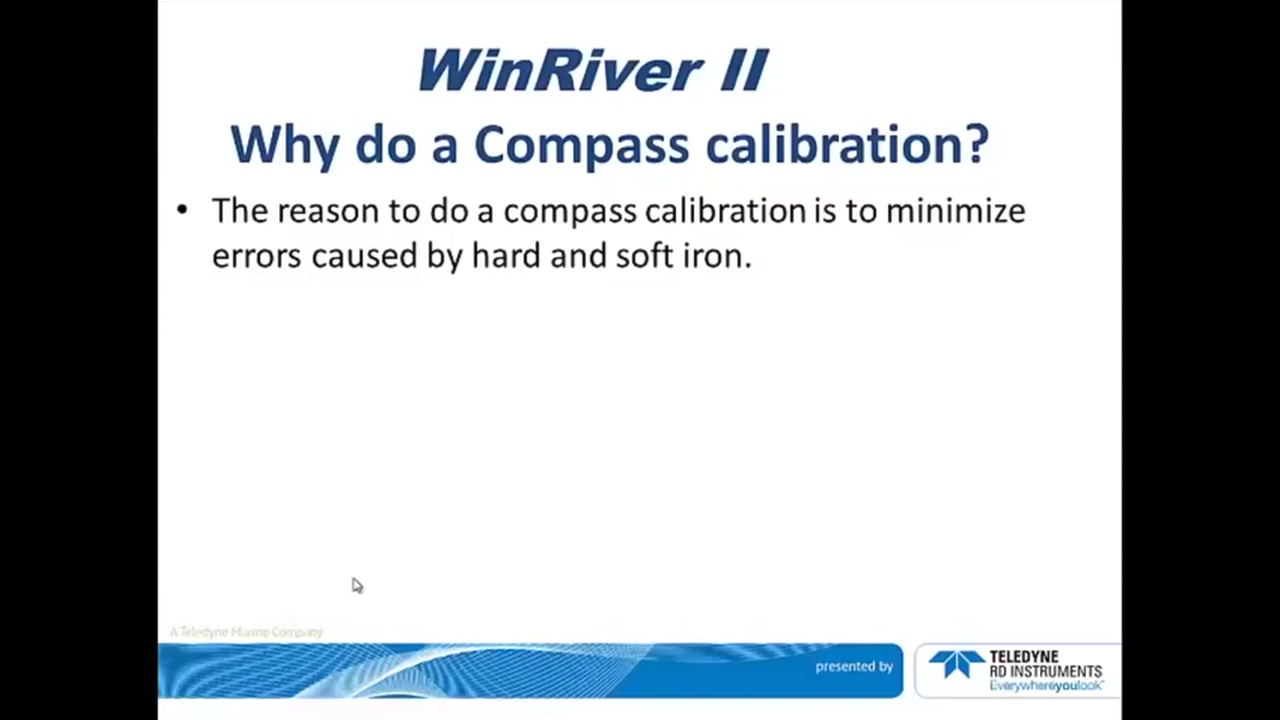 WinRiver II
Why do a Compass calibration?
• The reason to do a compass calibration is to minimize
errors caused by hard and soft iron.
A Teledyne Marine Company
presented by
TELEDYNE
RD INSTRUMENTS
Everywhereyoulook™